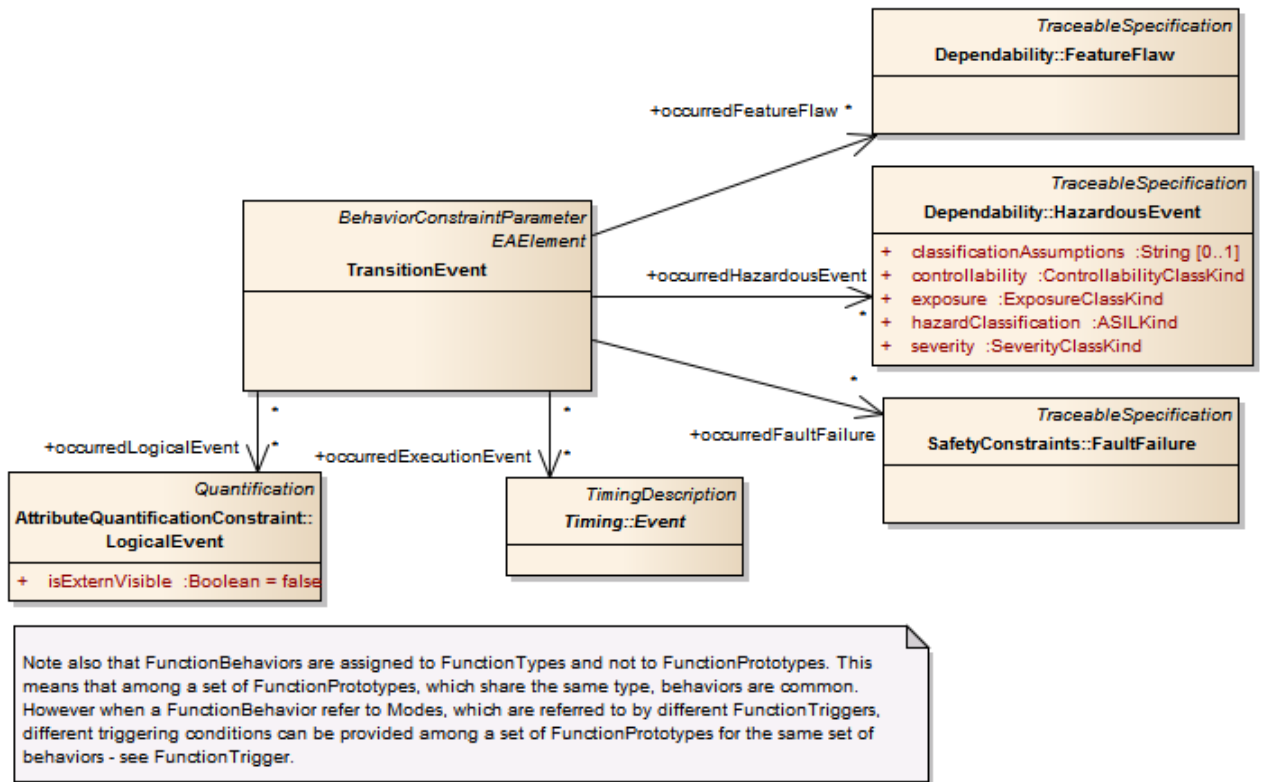 TraceableSpecification
Dependability::FeatureFlaw
+occurredFeatureFlaw *
TraceableSpecification
Dependability::HazardousEvent
+ classificationAssumptions :String [0..1]
+ controllability :ControllabilityClassKind
+ exposure :ExposureClassKind
+ hazardClassification :ASILKind
+ severity :SeverityClassKind
BehaviorConstraintParameter
EAElement
TransitionEvent
+occurredHazardousEvent
*
*
+occurredFaultFailure
TraceableSpecification
SafetyConstraints::FaultFailure
*
+occurredLogicalEvent *
*
+occurredExecutionEvent *
Quantification
AttributeQuantificationConstraint::
LogicalEvent
+ isExternVisible :Boolean = false
TimingDescription
Timing::Event
Note also that FunctionBehaviors are assigned to FunctionTypes and not to FunctionPrototypes. This
means that among a set of FunctionPrototypes, which share the same type, behaviors are common.
However when a FunctionBehavior refer to Modes, which are referred to by different FunctionTriggers,
different triggering conditions can be provided among a set of FunctionPrototypes for the same set of
behaviors - see FunctionTrigger.